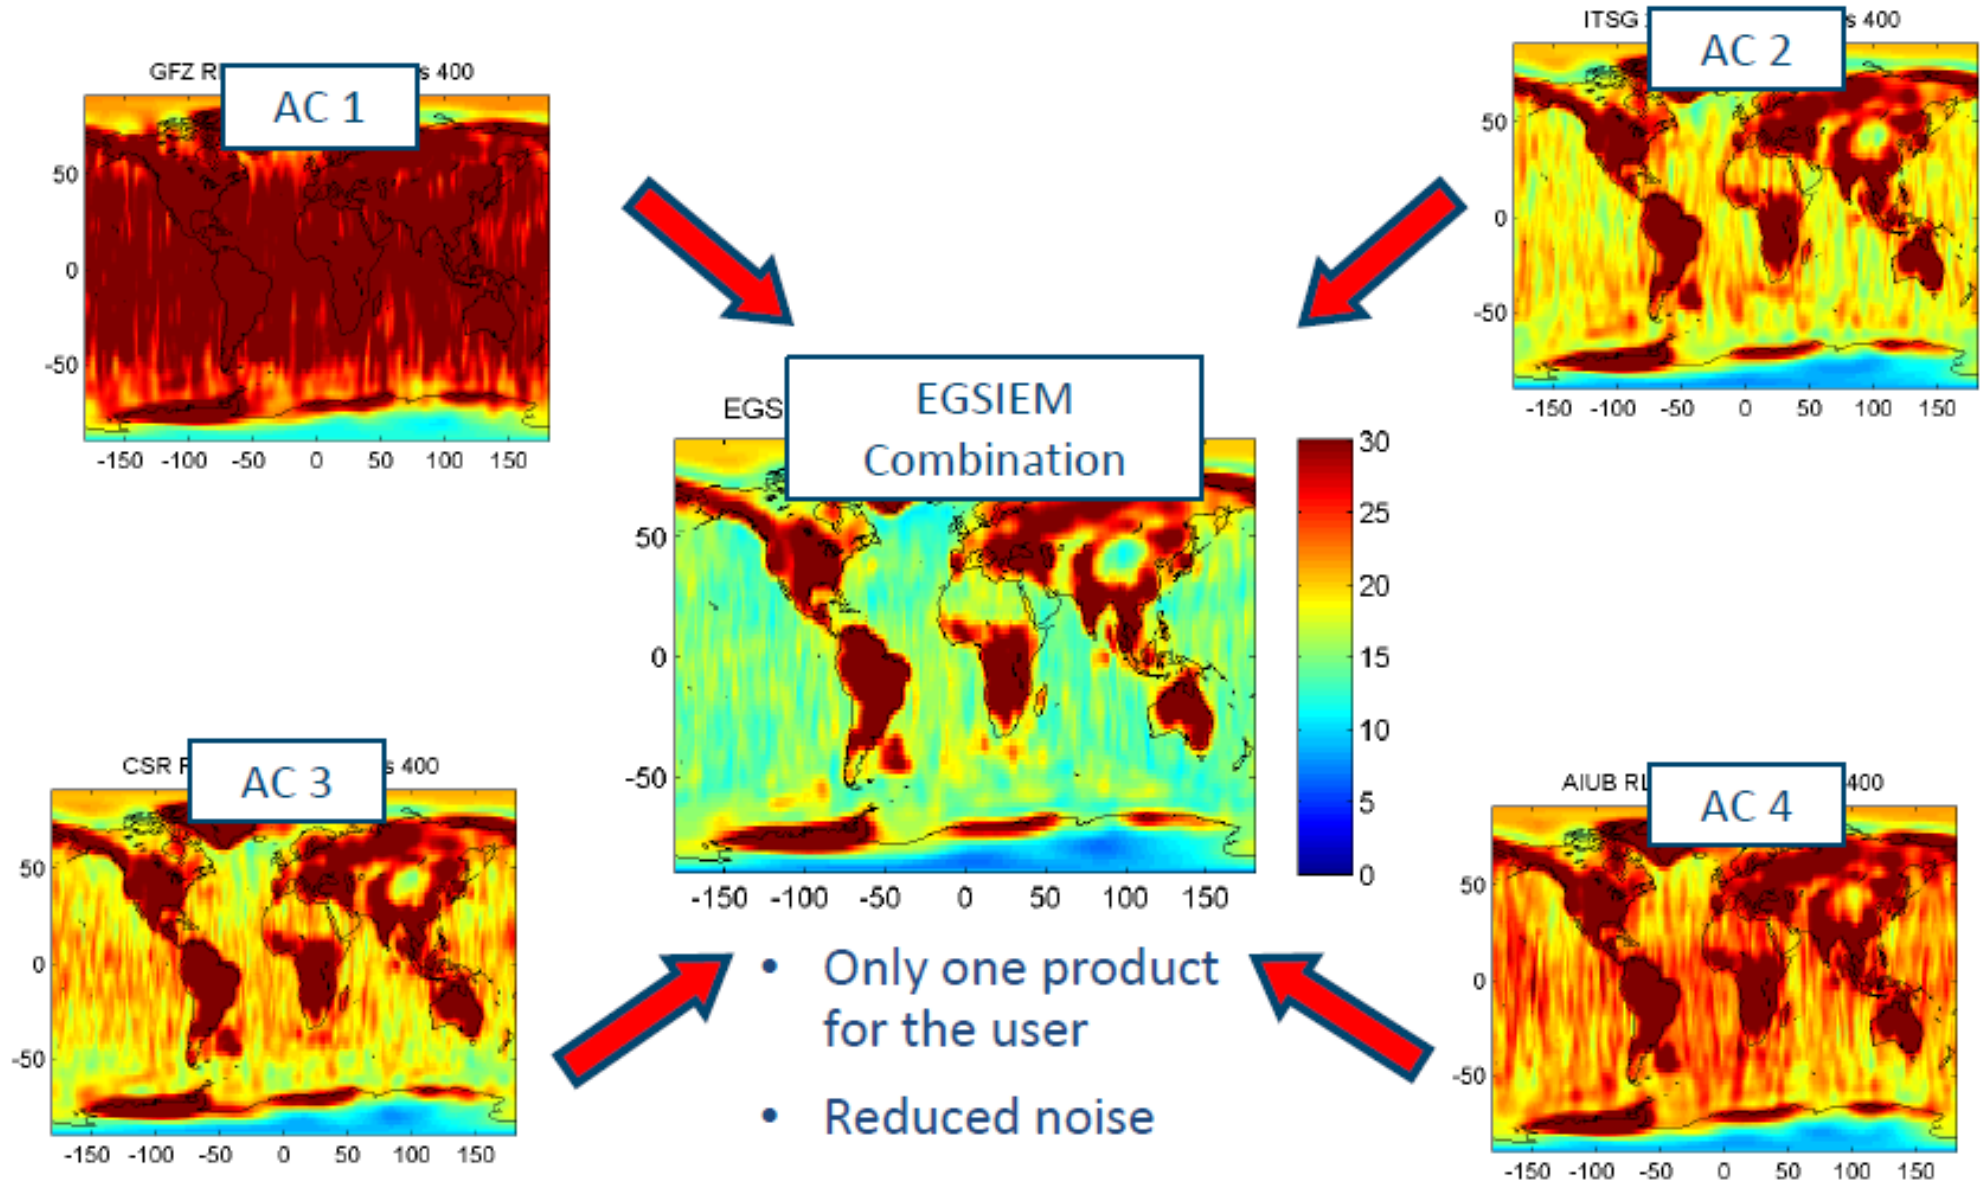 GFZ R s 400
AC 1
50
0
-50
-150 -100 -50 0 50 100 150
ITSG s 400
AC 2
50
0
-50
-150 -100 -50 0 50 100 150
EGS
EGSIEM
Combination
50
0
-50
-150 -100 -50 0 50 100 150
30
25
20
15
10
5
0
CSR s 400
AC 3
50
0
-50
-150 -100 -50 0 50 100 150
• Only one product
for the user
• Reduced noise
AIUB RL 400
AC 4
50
0
-50
-150 -100 -50 0 50 100 150